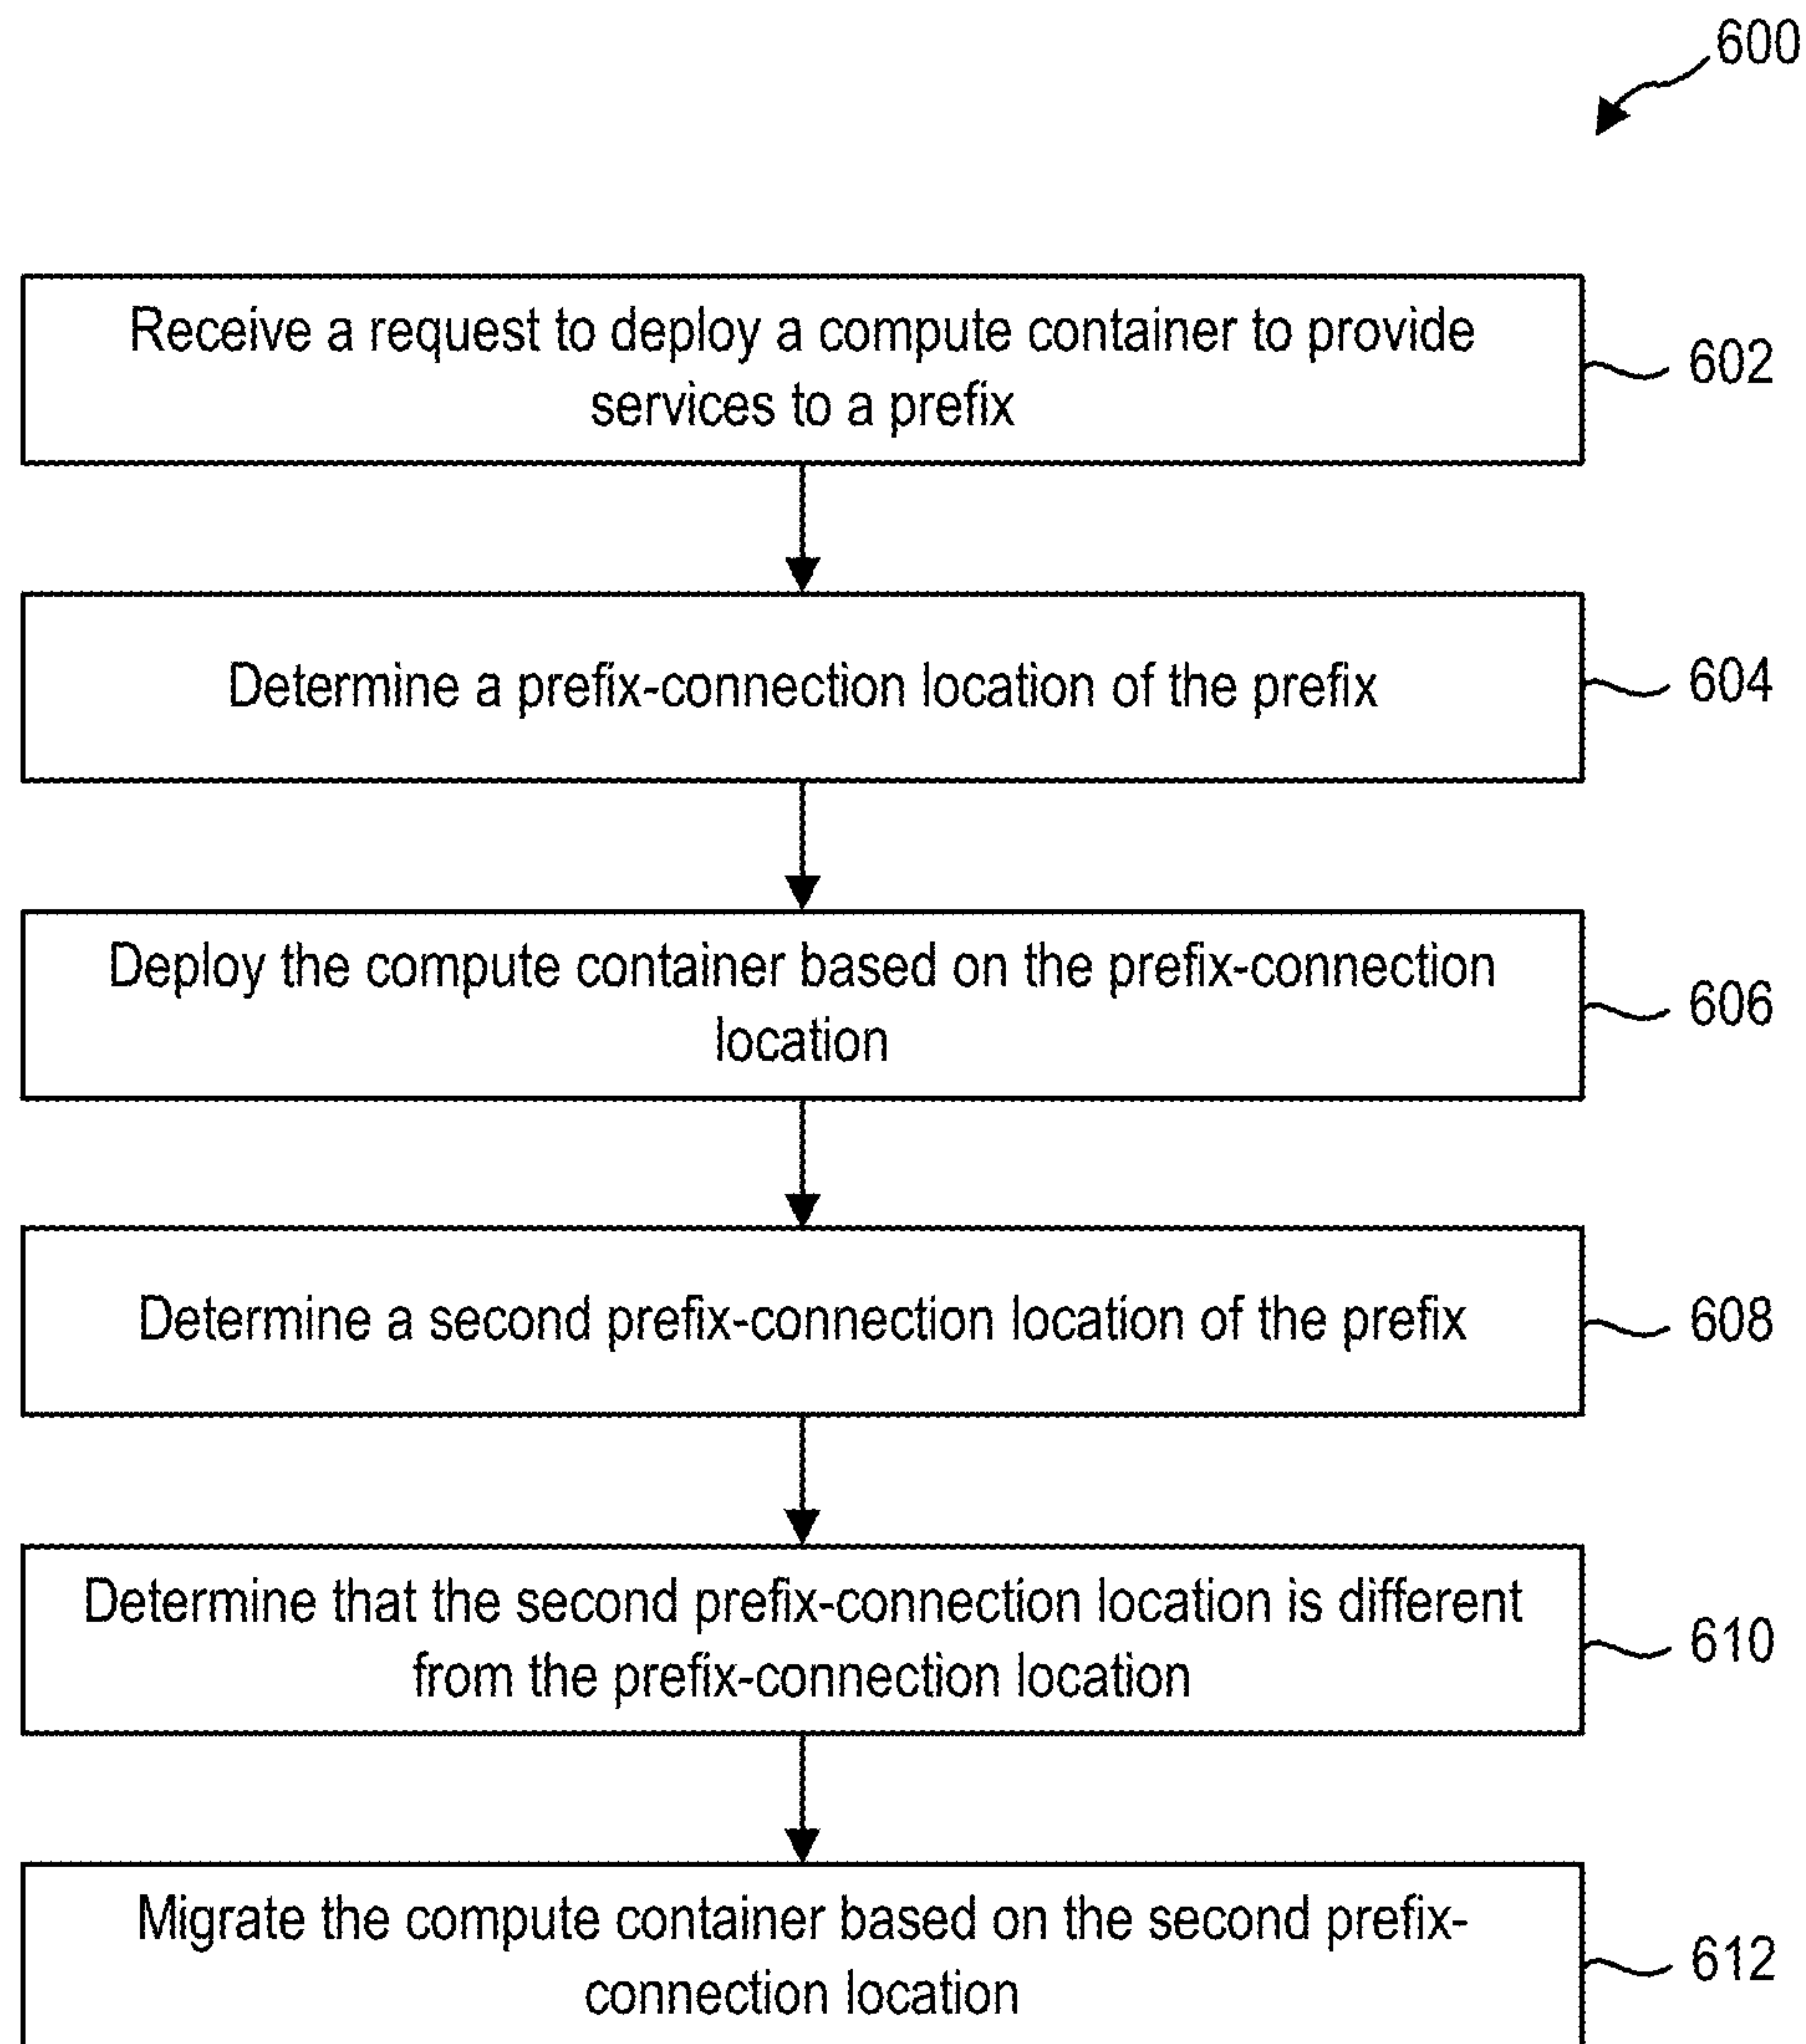 600
Receive a request to deploy a compute container to provide
services to a prefix
602
Determine a prefix-connection location of the prefix
604
Deploy the compute container based on the prefix-connection
location
606
Determine a second prefix-connection location of the prefix
608
Determine that the second prefix-connection location is different
from the prefix-connection location
610
Migrate the compute container based on the second prefix-
connection location
612